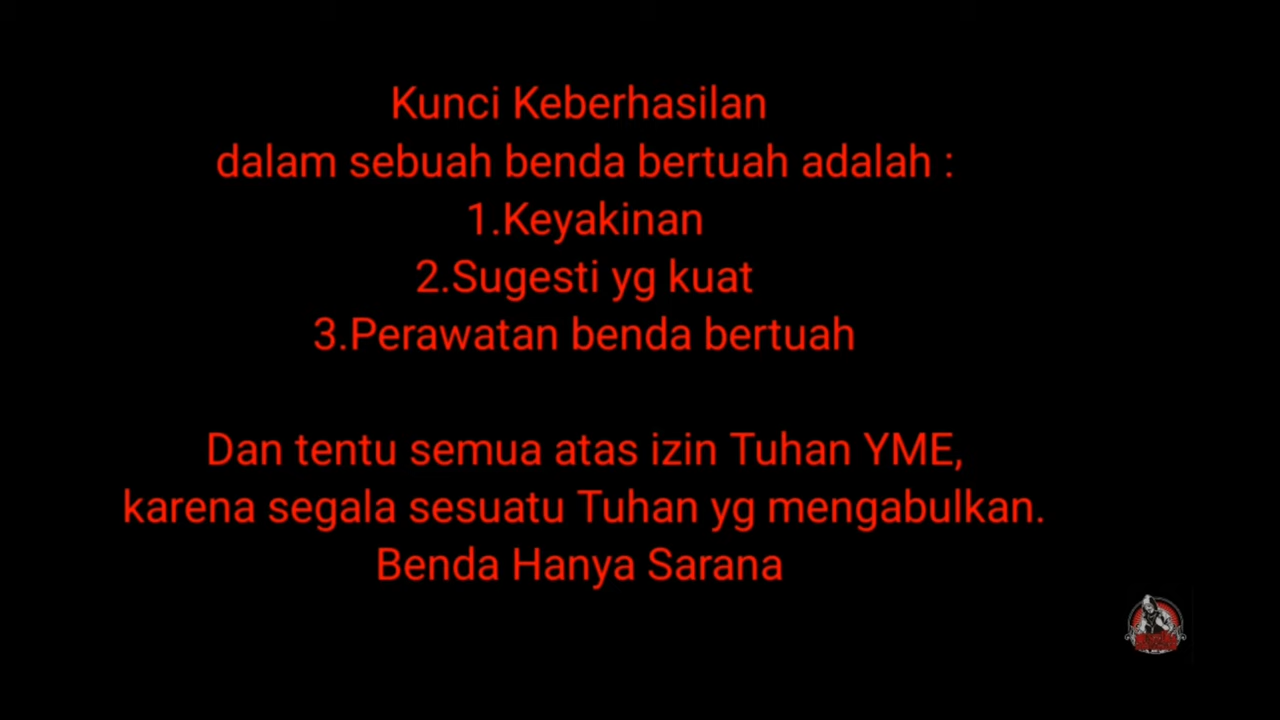 Kunci Keberhasilan
dalam sebuah benda bertuah adalah :
1.Keyakinan
2.Sugesti yg kuat
3.Perawatan benda bertuah
Dan tentu semua atas izin Tuhan YME,
karena segala sesuatu Tuhan yg mengabulkan.
Benda Hanya Sarana